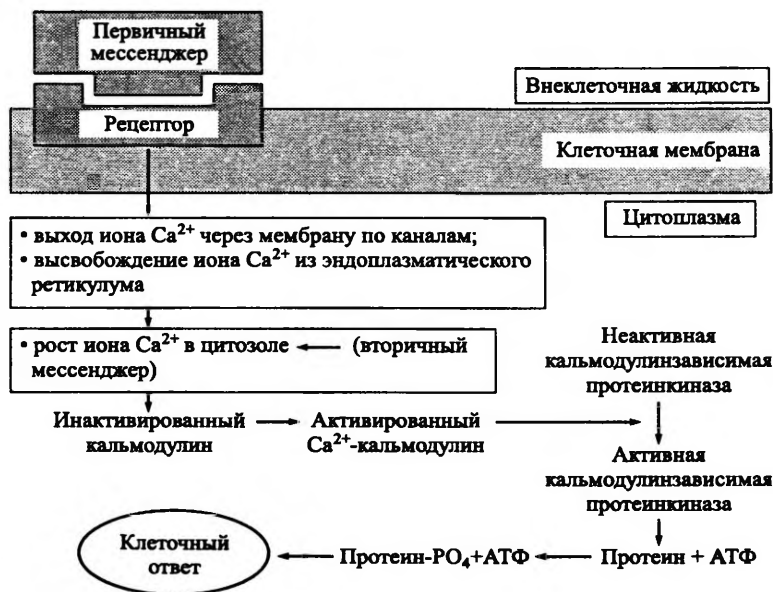 Первичный
мессенджер
Рецептор
Внеклеточная жидкость
Клеточная мембрана
Цитоплазма
• выход иона Ca²⁺ через мембрану по каналам;
• высвобождение иона Ca²⁺ из эндоплазматического
ретикулума
• рост иона Ca²⁺ в цитозоле ← (вторичный
мессенджер)
Неактивная
кальмодулинзависимая
протеинкиназа
Инактивированный
кальмодулин
Активированный
Ca²⁺-кальмодулин
Активная
кальмодулинзависимая
протеинкиназа
Протеин + АТФ
Протеин-PO₄+АТФ
Клеточный
ответ